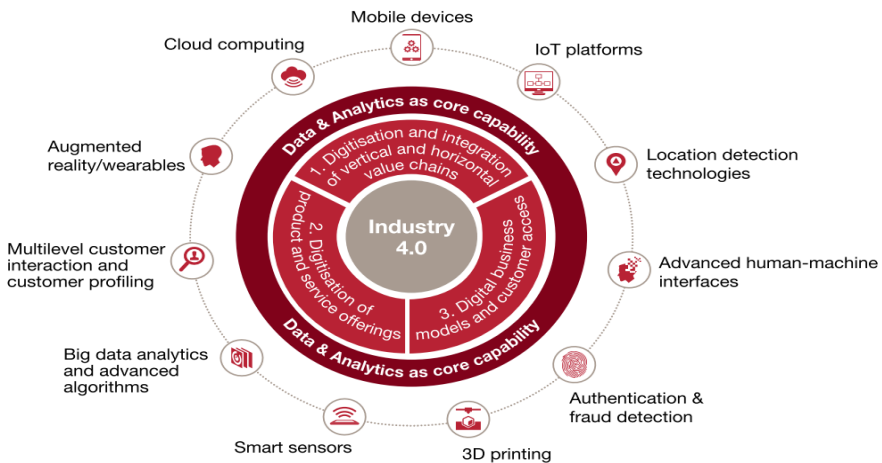 Mobile devices
IoT platforms
Location detection
technologies
Advanced human-machine
interfaces
Authentication &
fraud detection
3D printing
Smart sensors
Big data analytics
and advanced
algorithms
Multilevel customer
interaction and
customer profiling
Augmented
reality/wearables
Cloud computing
Data & Analytics as core capability
1. Digitisation and integration
of vertical and horizontal
value chains
2. Digitisation of
product and service offerings
3. Digital business
models and customer access
Industry
4.0
Data & Analytics as core capability